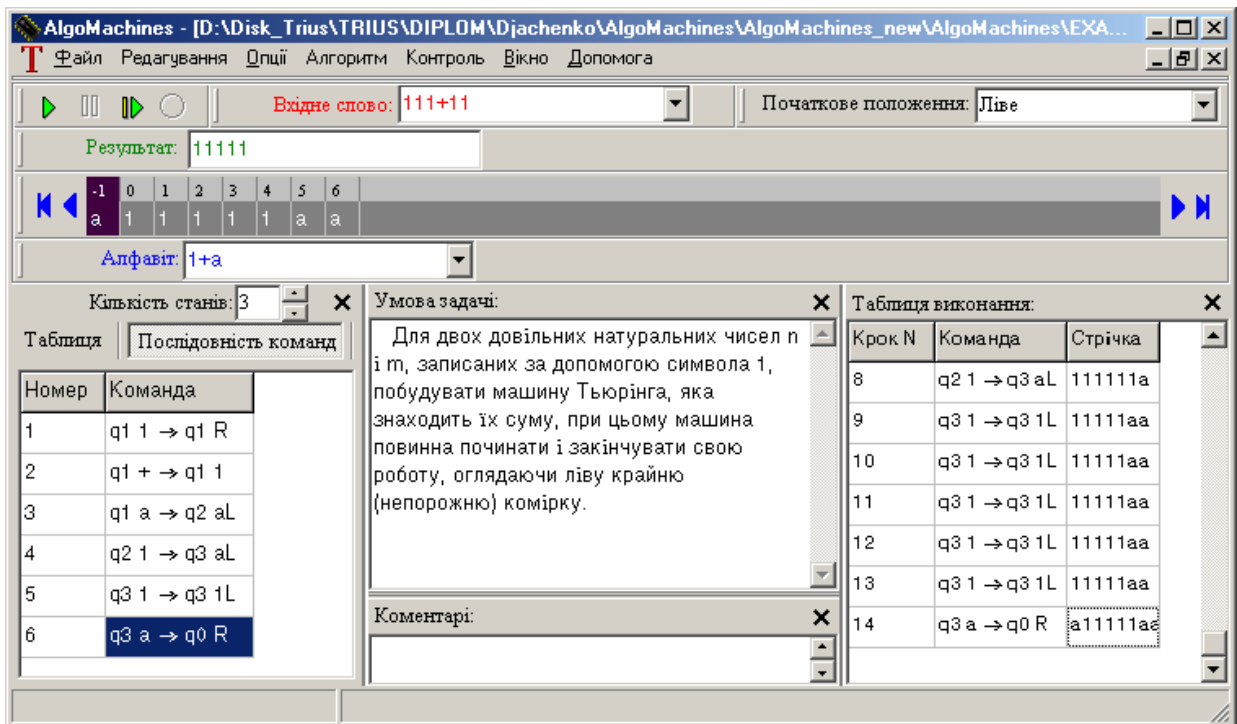 AlgoMachines - [D:\Disk_Trius\TRIUS\DIPLOM\Djachenko\AlgoMachines\AlgoMachines_new\AlgoMachines\EXA...
T Файл Редагування Опції Алгоритм Контроль Вікно Допомога
Вхідне слово: 111+11 Початкове положення: Ліве
Результат: 11111
-1 0 1 2 3 4 5 6
a 1 1 1 1 1 a a
Алфавіт: 1+a
Кількість станів: 3
Таблиця Послідовність команд
Номер Команда
1 q1 1 → q1 R
2 q1 + → q1 1
3 q1 a → q2 aL
4 q2 1 → q3 aL
5 q3 1 → q3 1L
6 q3 a → q0 R
Умова задачі:
Для двох довільних натуральних чисел n
і m, записаних за допомогою символа 1,
побудувати машину Тьюрінга, яка
знаходить їх суму, при цьому машина
повинна починати і закінчувати свою
роботу, оглядаючи ліву крайню
(непорожню) комірку.
Коментарі:
Таблиця виконання:
Крок N Команда Стрічка
8 q2 1 → q3 aL 111111a
9 q3 1 → q3 1L 11111aa
10 q3 1 → q3 1L 11111aa
11 q3 1 → q3 1L 11111aa
12 q3 1 → q3 1L 11111aa
13 q3 1 → q3 1L 11111aa
14 q3 a → q0 R a11111aa